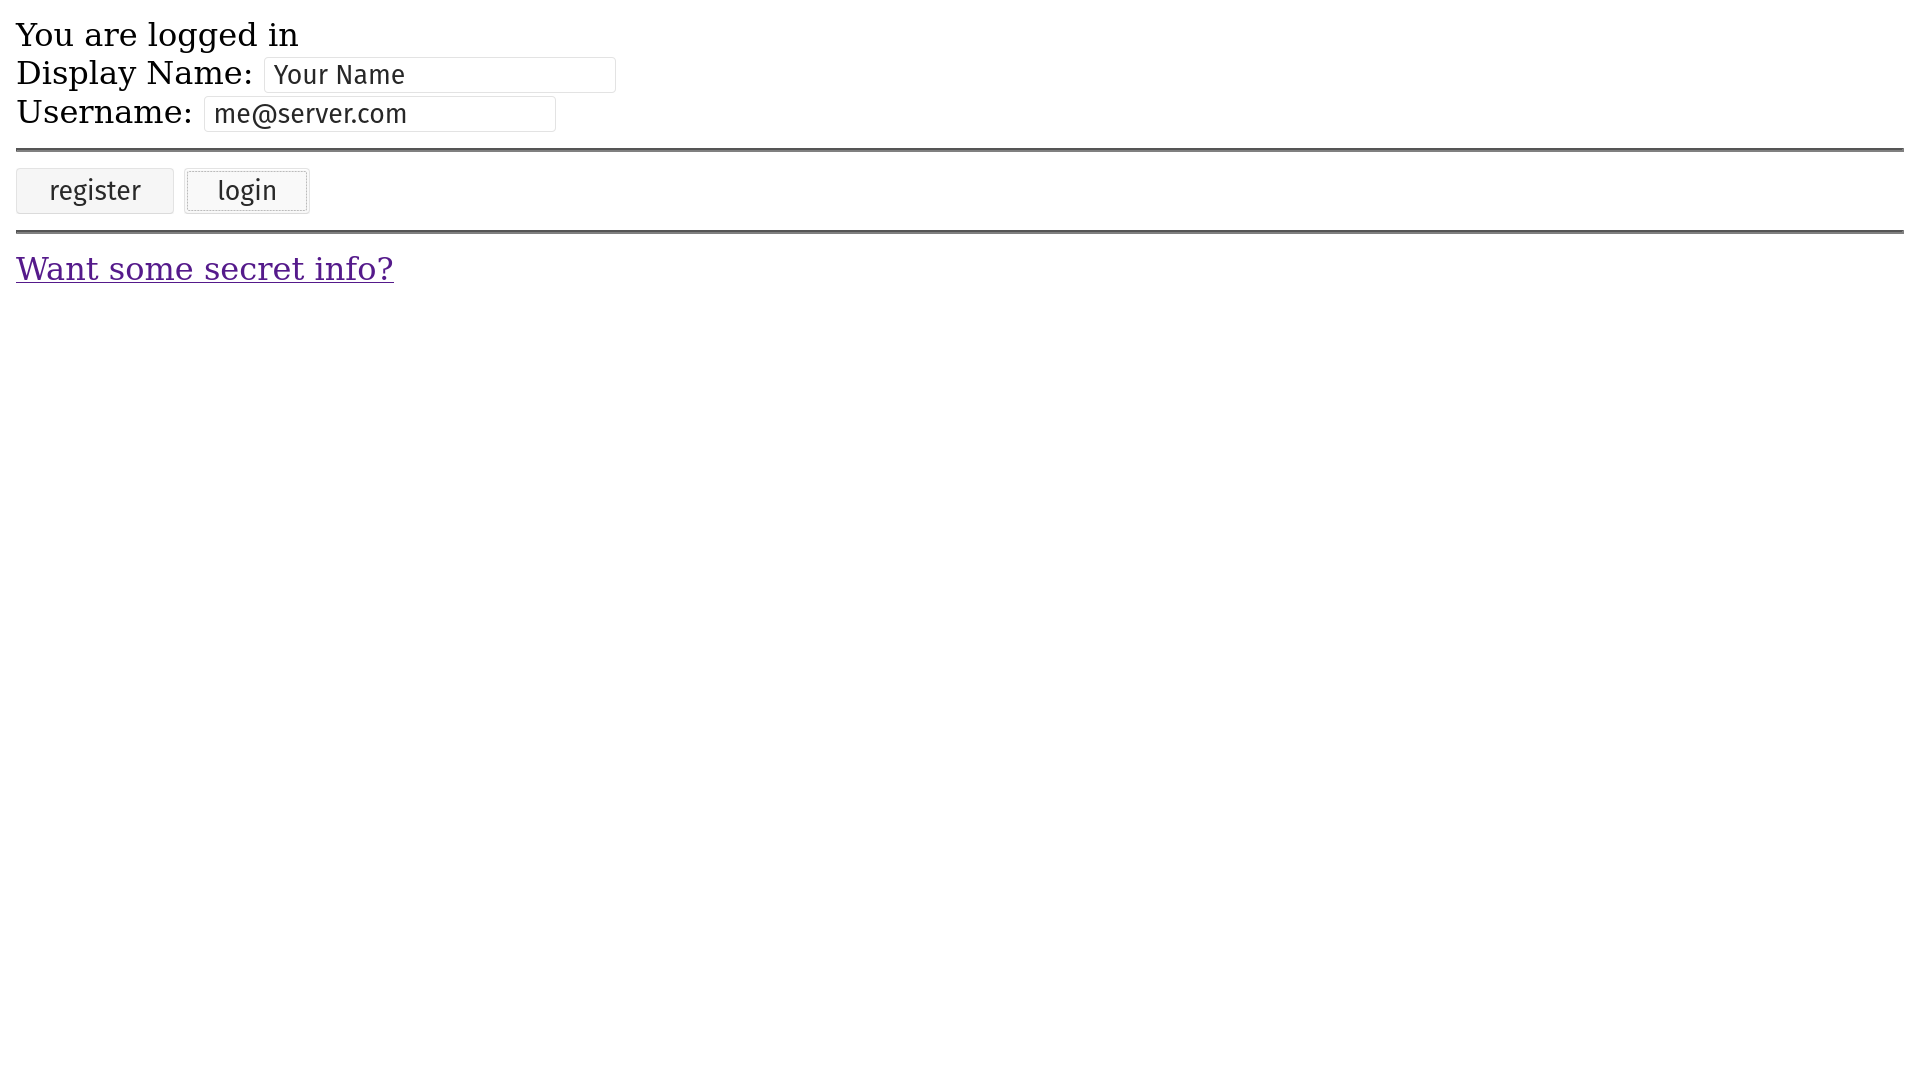 You are logged in
Display Name: Your Name
Username: me@server.com
register login
Want some secret info?